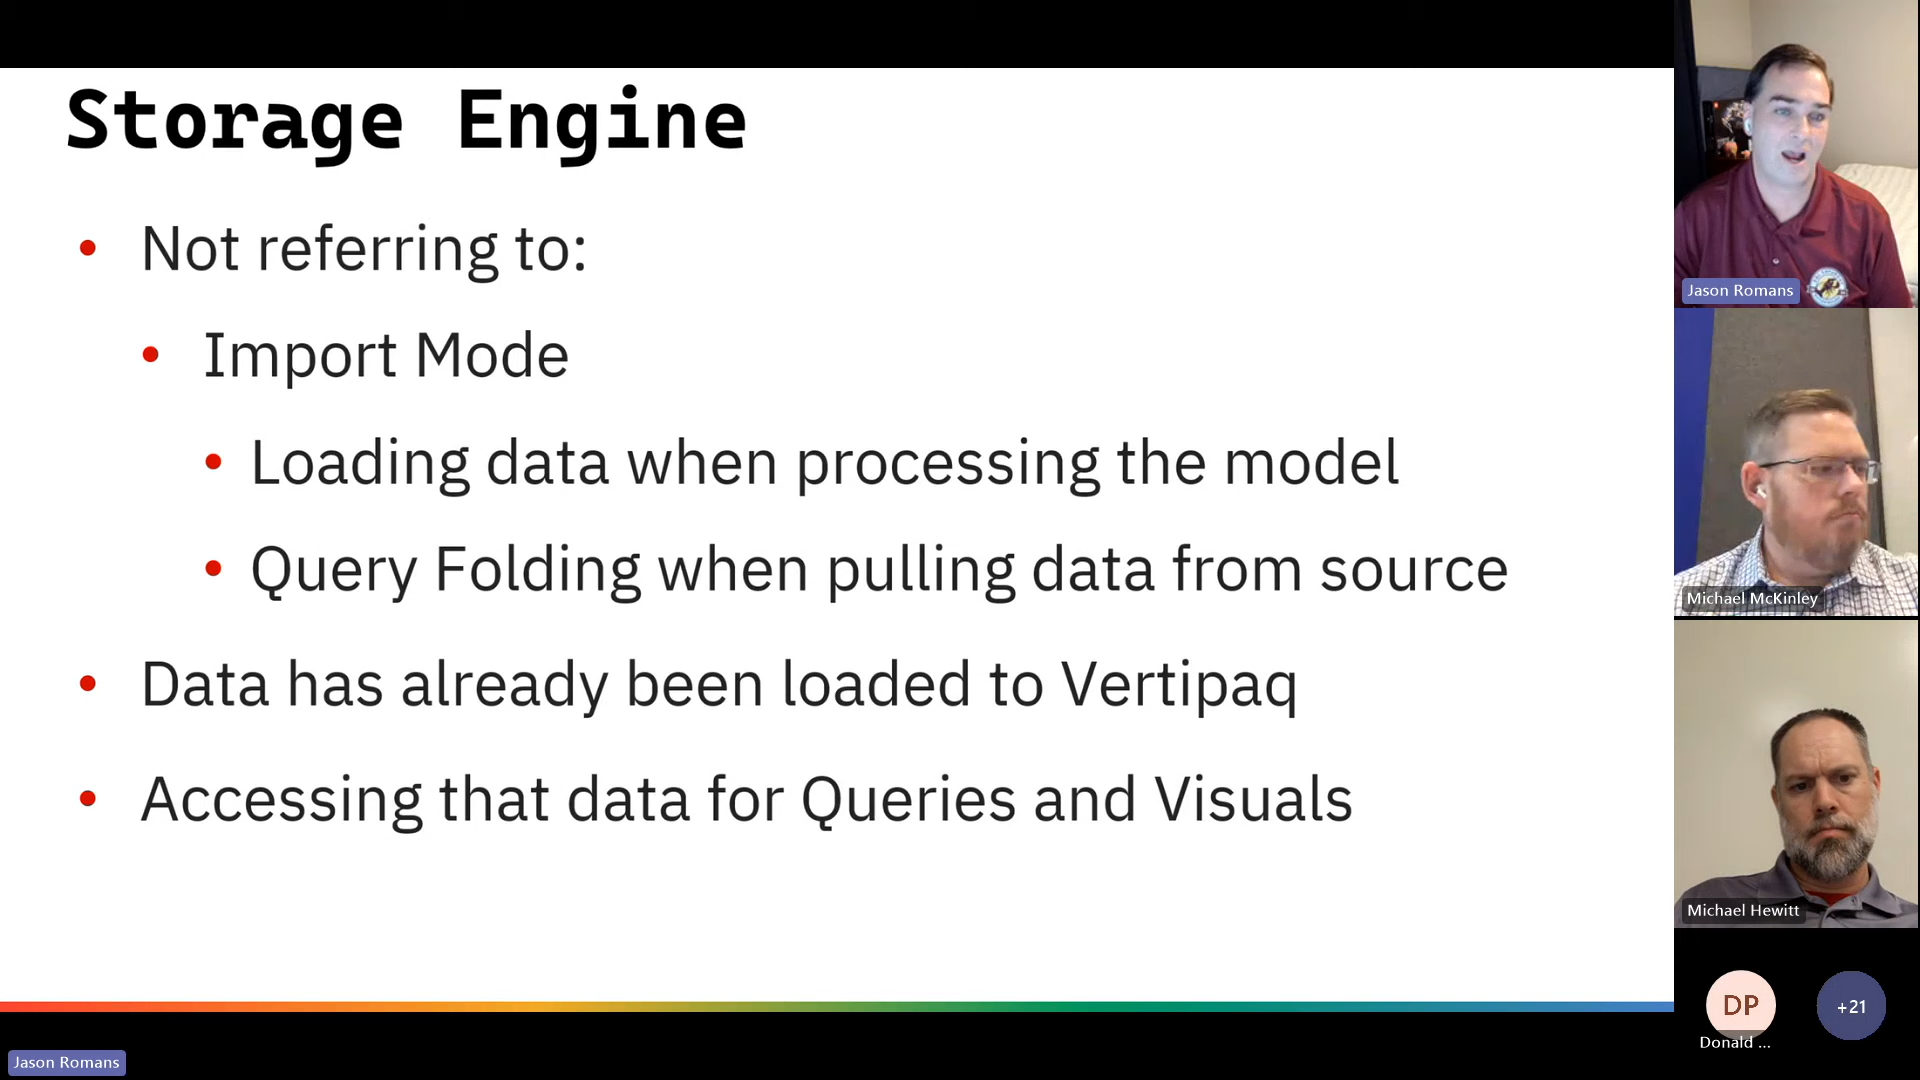 Storage Engine
Not referring to:
Import Mode
Loading data when processing the model
Query Folding when pulling data from source
Data has already been loaded to Vertipaq
Accessing that data for Queries and Visuals
Jason Romans
Michael McKinley
Michael Hewitt
DP
+21
Donald ...
Jason Romans